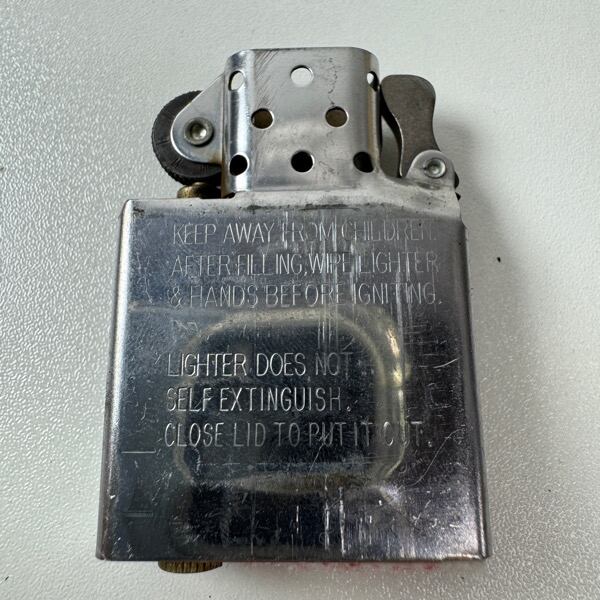 KEEP AWAY FROM CHILDREN.
AFTER FILLING, WIPE LIGHTER
& HANDS BEFORE IGNITING.
LIGHTER DOES NOT
SELF EXTINGUISH.
CLOSE LID TO PUT IT OUT.